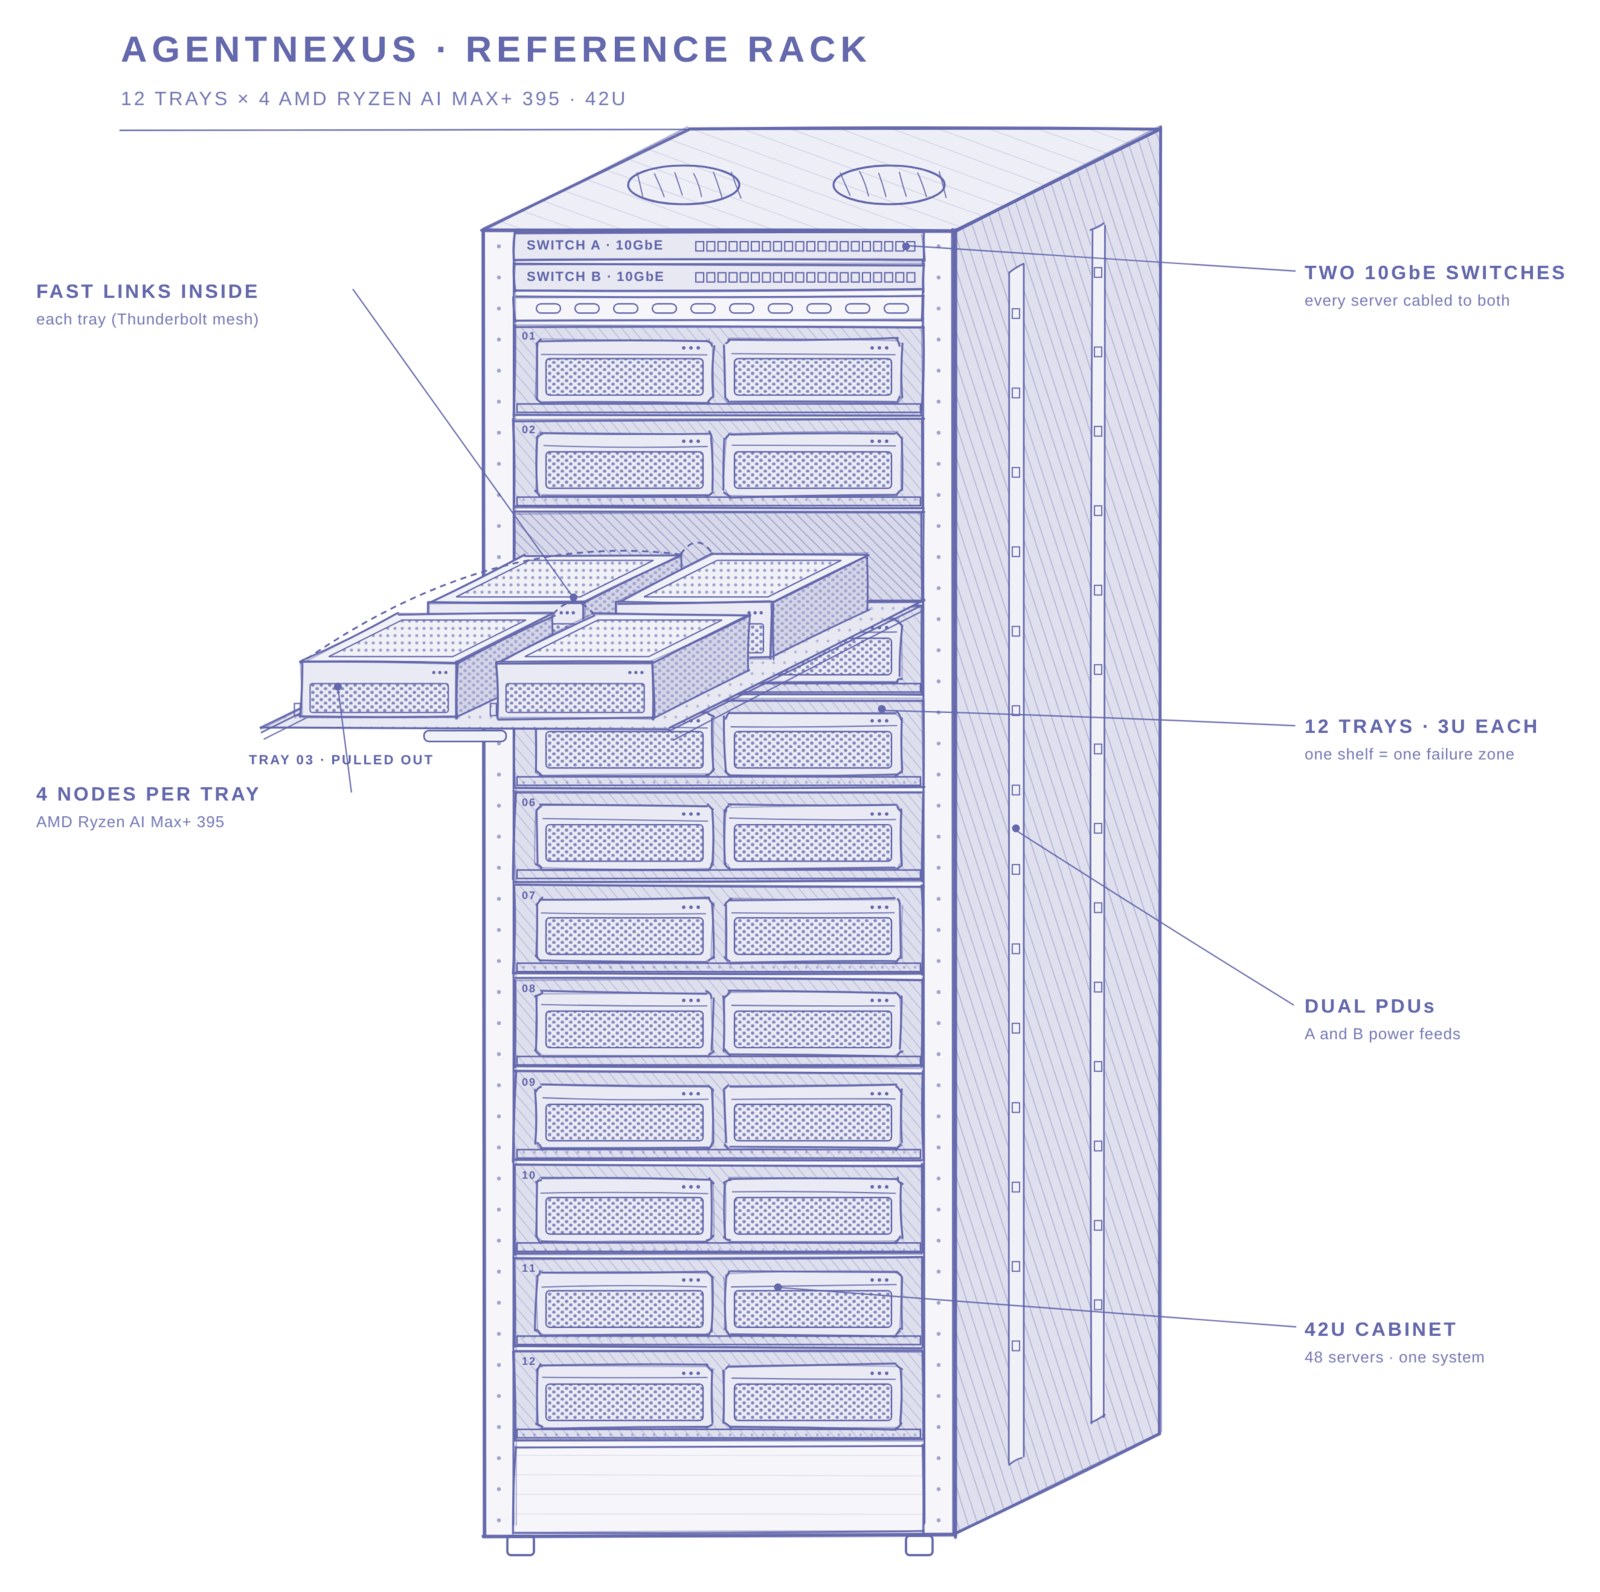 AGENTNEXUS · REFERENCE RACK
12 TRAYS × 4 AMD RYZEN AI MAX+ 395 · 42U
SWITCH A · 10GbE
SWITCH B · 10GbE
TWO 10GbE SWITCHES
every server cabled to both
FAST LINKS INSIDE
each tray (Thunderbolt mesh)
01
02
12 TRAYS · 3U EACH
one shelf = one failure zone
TRAY 03 · PULLED OUT
4 NODES PER TRAY
AMD Ryzen AI Max+ 395
06
07
08
DUAL PDUs
A and B power feeds
09
10
11
42U CABINET
48 servers · one system
12